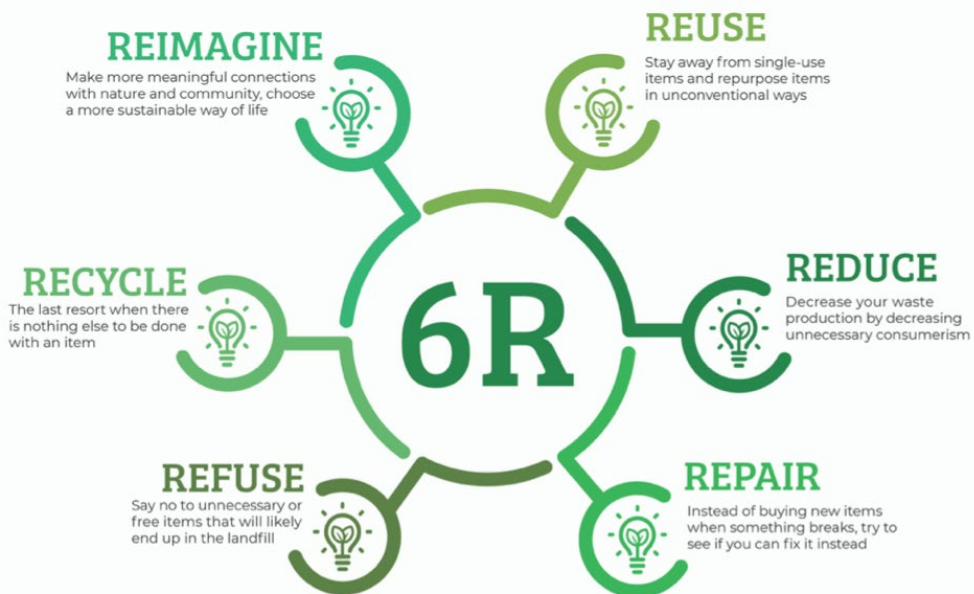 REIMAGINE
Make more meaningful connections
with nature and community, choose
a more sustainable way of life
REUSE
Stay away from single-use
items and repurpose items
in unconventional ways
RECYCLE
The last resort when there
is nothing else to be done
with an item
6R
REDUCE
Decrease your waste
production by decreasing
unnecessary consumerism
REFUSE
Say no to unnecessary or
free items that will likely
end up in the landfill
REPAIR
Instead of buying new items
when something breaks, try to
see if you can fix it instead